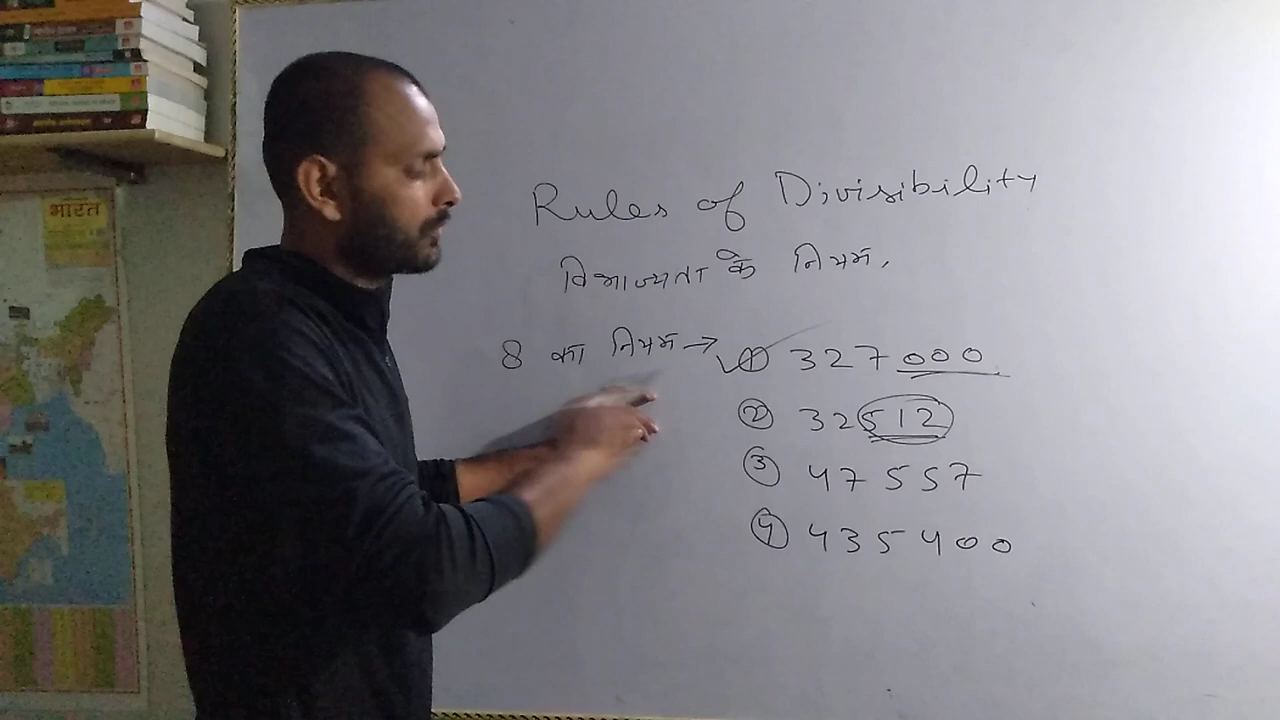 भारत
Rules of Divisibility
विभाज्यता के नियम,
8 का नियम → ① 327000
② 32512
③ 47557
④ 435400